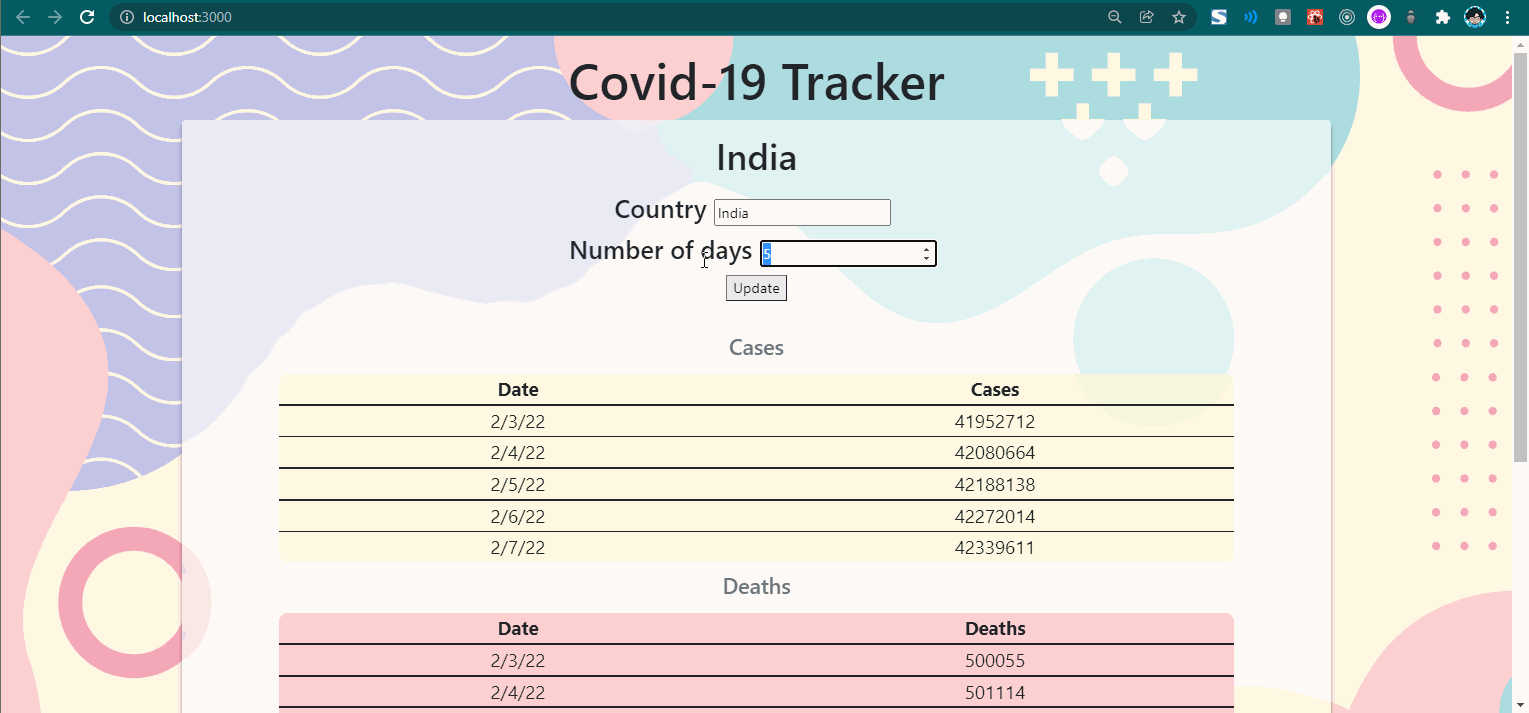 localhost:3000
Covid-19 Tracker
India
Country India
Number of days 5
Update
Cases
Date Cases
2/3/22 41952712
2/4/22 42080664
2/5/22 42188138
2/6/22 42272014
2/7/22 42339611
Deaths
Date Deaths
2/3/22 500055
2/4/22 501114